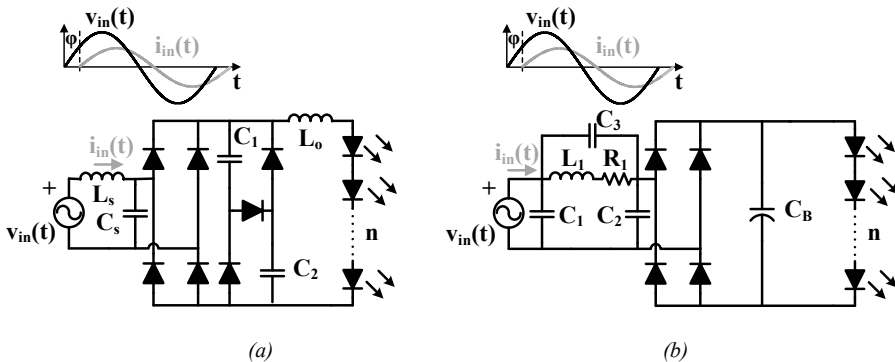 v_in(t)
φ
i_in(t)
t
C_1
L_o
i_in(t)
+
L_s
C_s
v_in(t)
C_2
n
(a)
v_in(t)
φ
i_in(t)
t
C_3
i_in(t)
L_1 R_1
+
C_1 C_2
v_in(t)
C_B
n
(b)